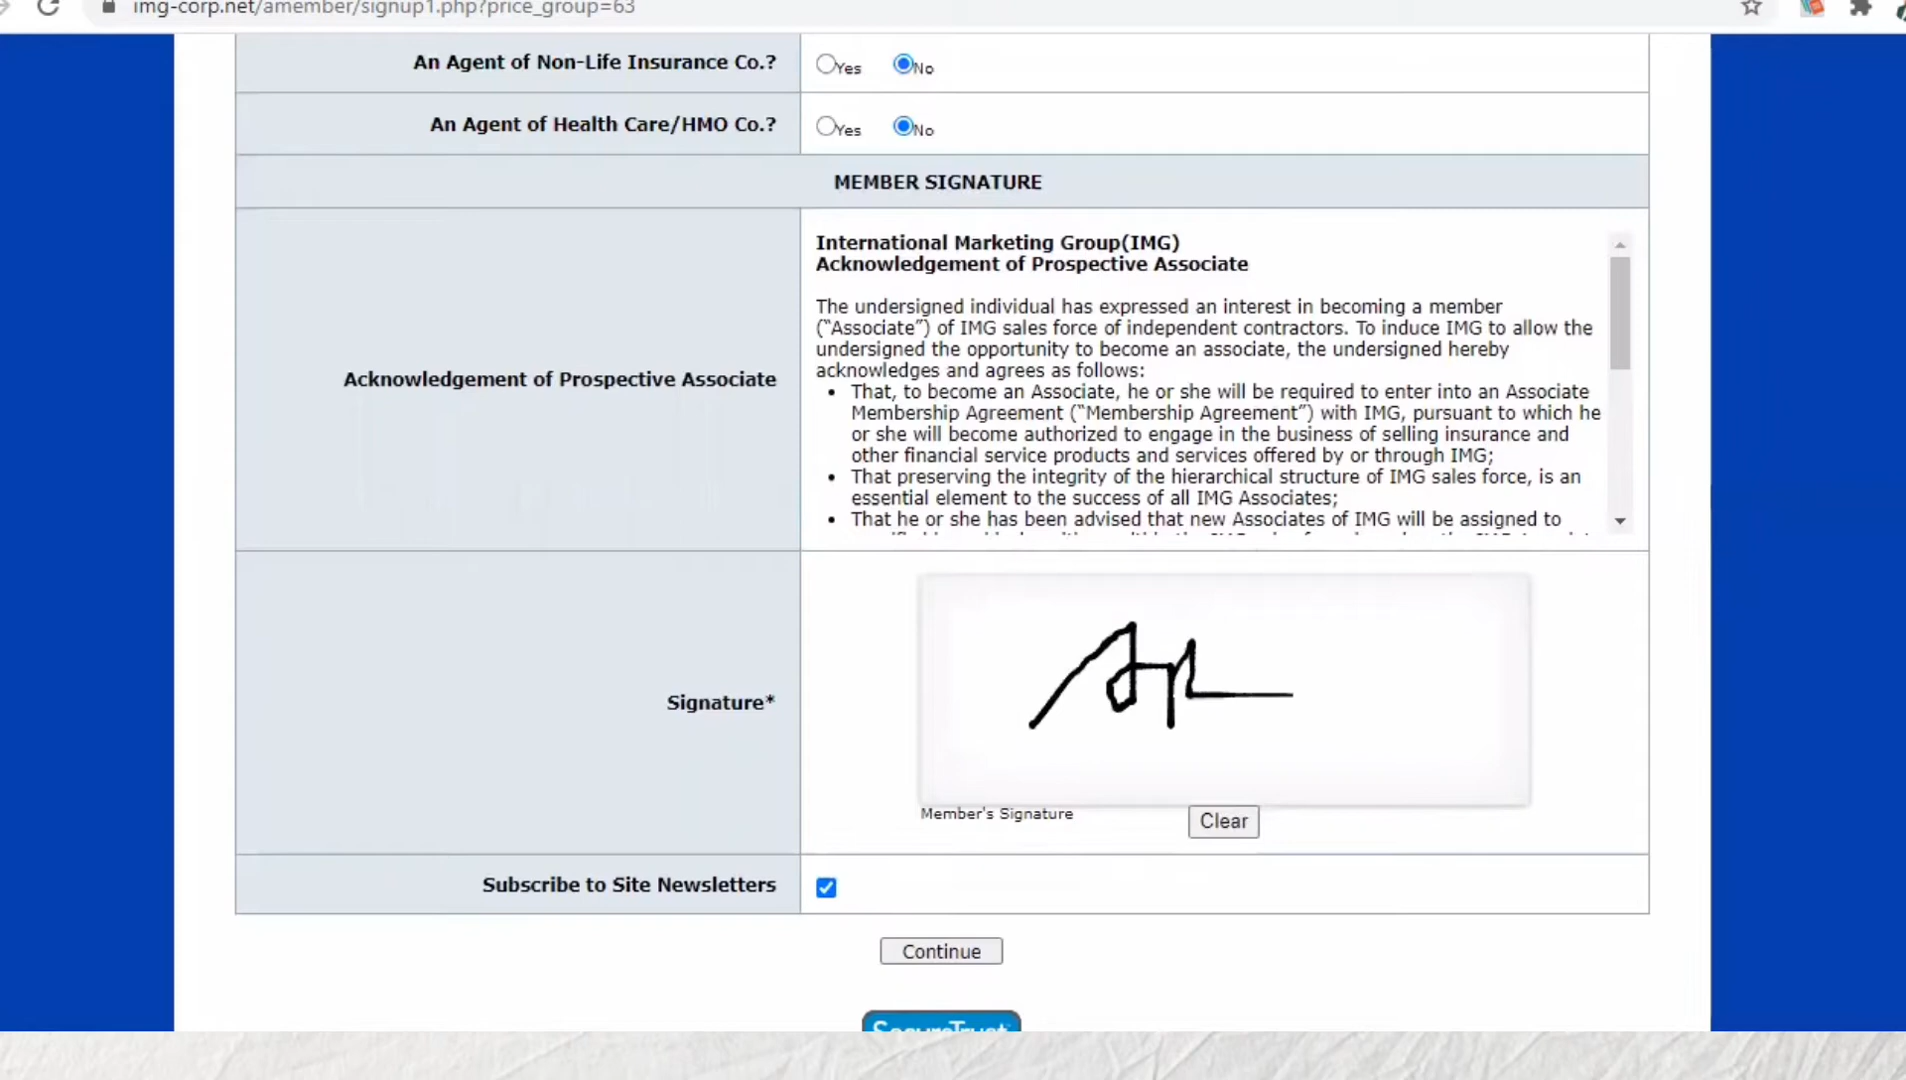 img-corp.net/amember/signup1.php?price_group=63
An Agent of Non-Life Insurance Co.? Yes No
An Agent of Health Care/HMO Co.? Yes No
MEMBER SIGNATURE
International Marketing Group(IMG)
Acknowledgement of Prospective Associate
The undersigned individual has expressed an interest in becoming a member
(“Associate”) of IMG sales force of independent contractors. To induce IMG to allow the
undersigned the opportunity to become an associate, the undersigned hereby
acknowledges and agrees as follows:
Acknowledgement of Prospective Associate
• That, to become an Associate, he or she will be required to enter into an Associate
Membership Agreement (“Membership Agreement”) with IMG, pursuant to which he
or she will become authorized to engage in the business of selling insurance and
other financial service products and services offered by or through IMG;
• That preserving the integrity of the hierarchical structure of IMG sales force, is an
essential element to the success of all IMG Associates;
• That he or she has been advised that new Associates of IMG will be assigned to
Signature*
Member's Signature
Clear
Subscribe to Site Newsletters
Continue
SecureTrust